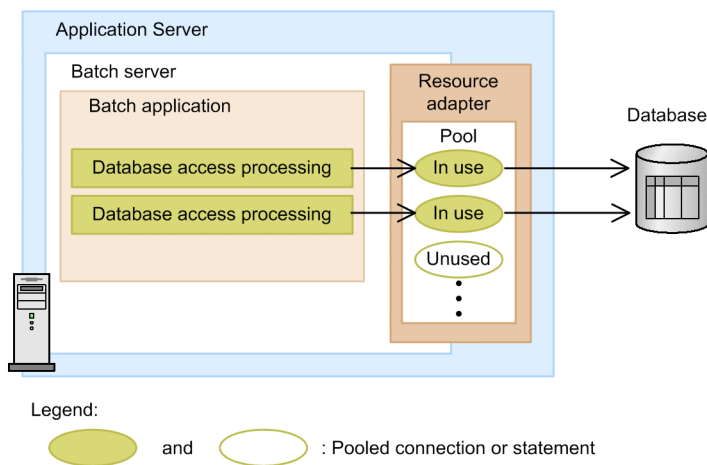 Application Server
Batch server
Batch application
Resource
adapter
Pool
Database
Database access processing
In use
Database access processing
In use
Unused
Legend:
and
: Pooled connection or statement